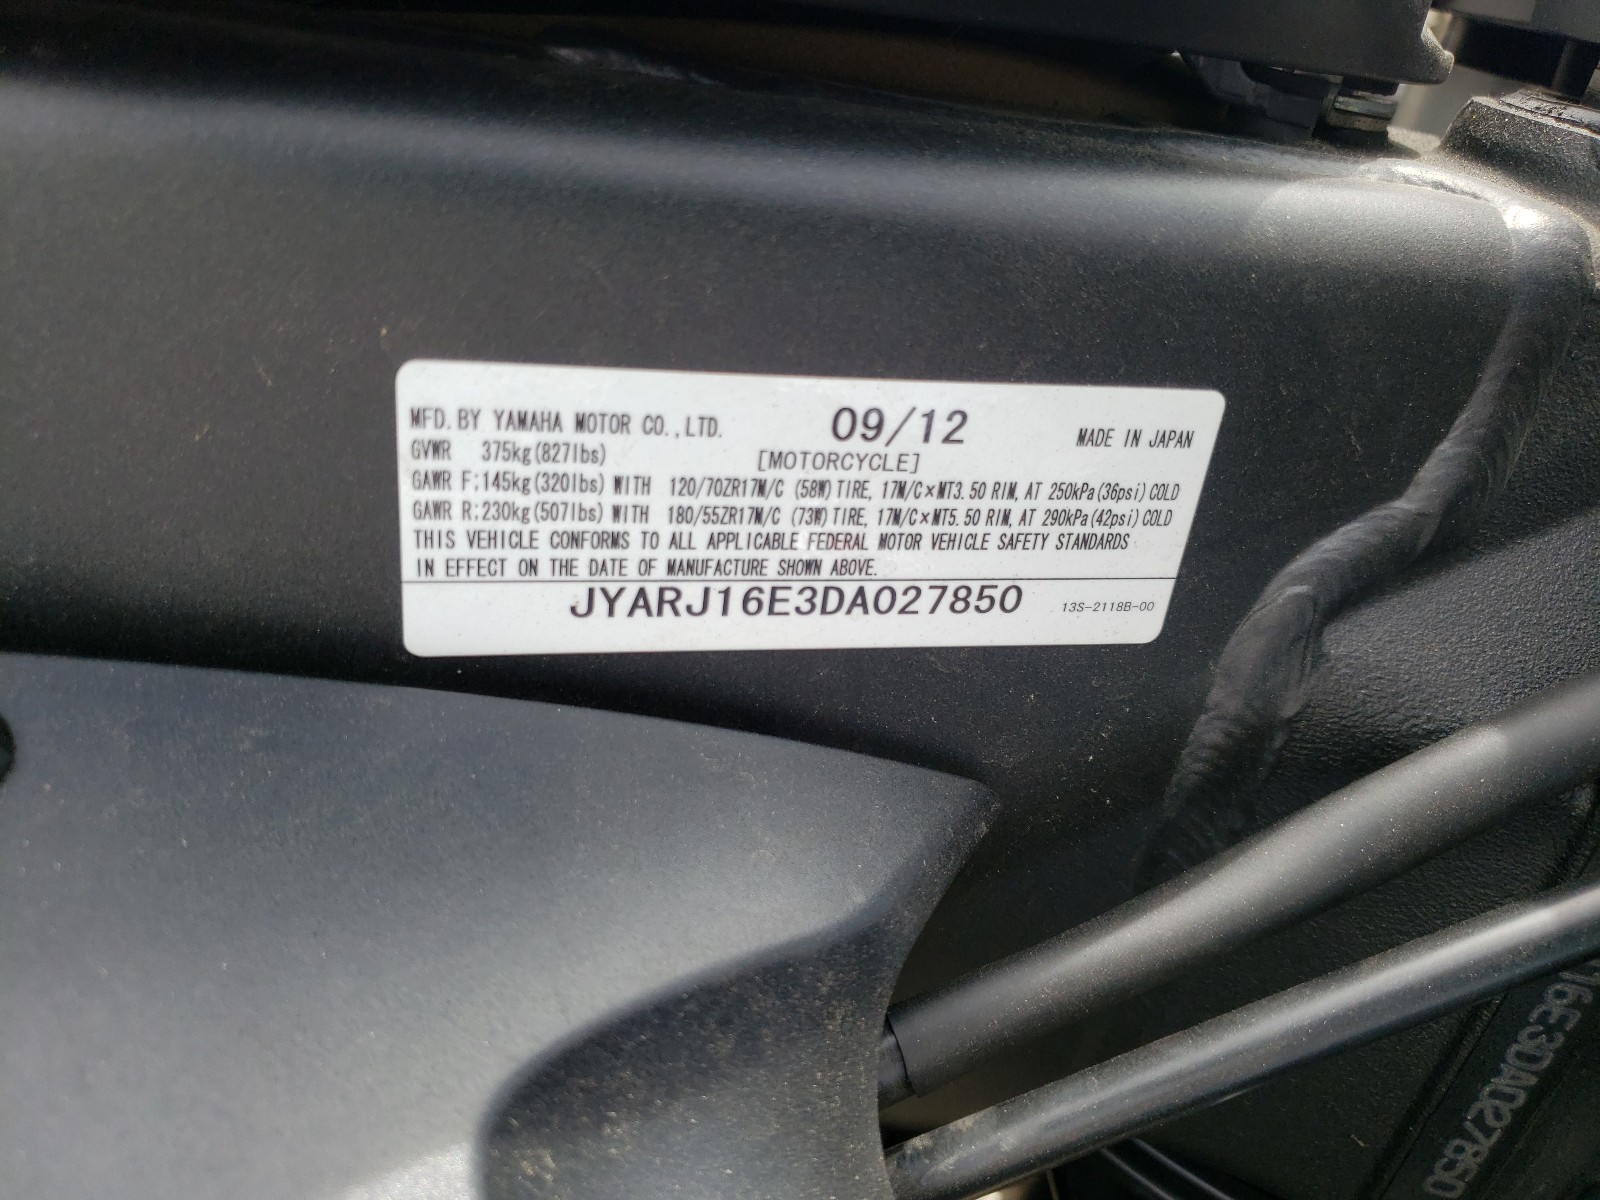 MFD. BY YAMAHA MOTOR CO.,LTD. 09/12 MADE IN JAPAN
GVWR 375kg(827lbs) [MOTORCYCLE]
GAWR F:145kg(320lbs) WITH 120/70ZR17M/C (58W) TIRE, 17M/C×MT3.50 RIM, AT 250kPa(36psi) COLD
GAWR R:230kg(507lbs) WITH 180/55ZR17M/C (73W) TIRE, 17M/C×MT5.50 RIM, AT 290kPa(42psi) COLD
THIS VEHICLE CONFORMS TO ALL APPLICABLE FEDERAL MOTOR VEHICLE SAFETY STANDARDS
IN EFFECT ON THE DATE OF MANUFACTURE SHOWN ABOVE.
JYARJ16E3DA027850 13S-2118B-00
16E3DA027850